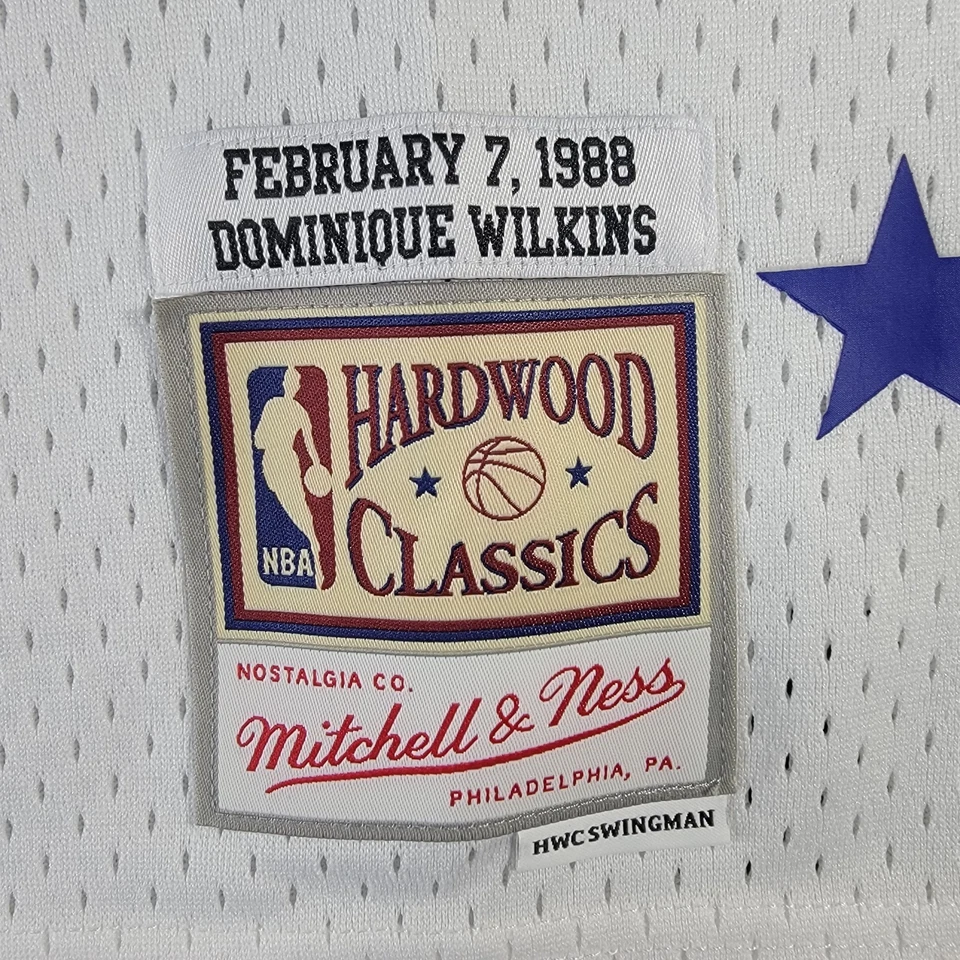 FEBRUARY 7, 1988
DOMINIQUE WILKINS
HARDWOOD
CLASSICS
NBA
NOSTALGIA CO.
Mitchell & Ness
PHILADELPHIA, PA.
HWC SWINGMAN